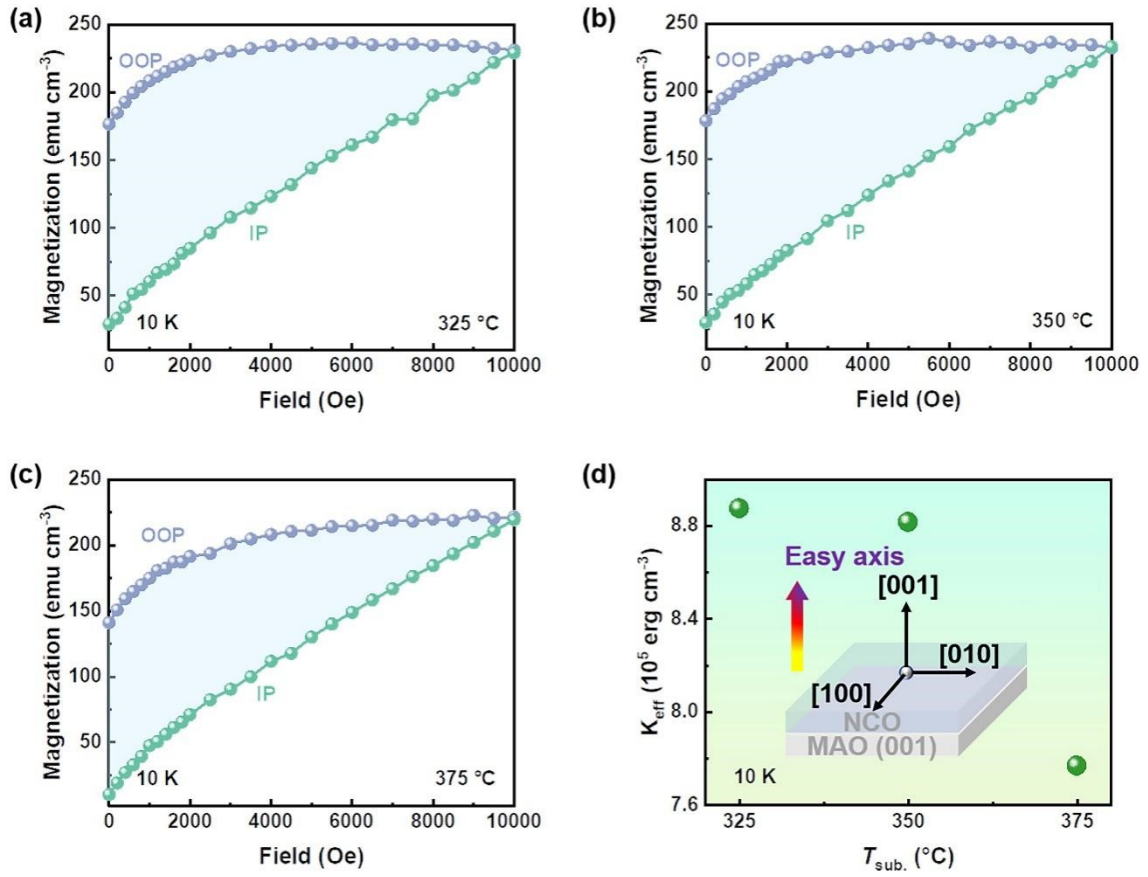 (a)
250
200
150
100
50
Magnetization (emu cm⁻³)
OOP
IP
10 K
325 °C
0 2000 4000 6000 8000 10000
Field (Oe)
(b)
250
200
150
100
50
Magnetization (emu cm⁻³)
OOP
IP
10 K
350 °C
0 2000 4000 6000 8000 10000
Field (Oe)
(c)
250
200
150
100
50
Magnetization (emu cm⁻³)
OOP
IP
10 K
375 °C
0 2000 4000 6000 8000 10000
Field (Oe)
(d)
8.8
8.4
8.0
7.6
K_eff (10⁵ erg cm⁻³)
Easy axis
[001]
[010]
[100]
NCO
MAO (001)
10 K
325 350 375
T_sub. (°C)